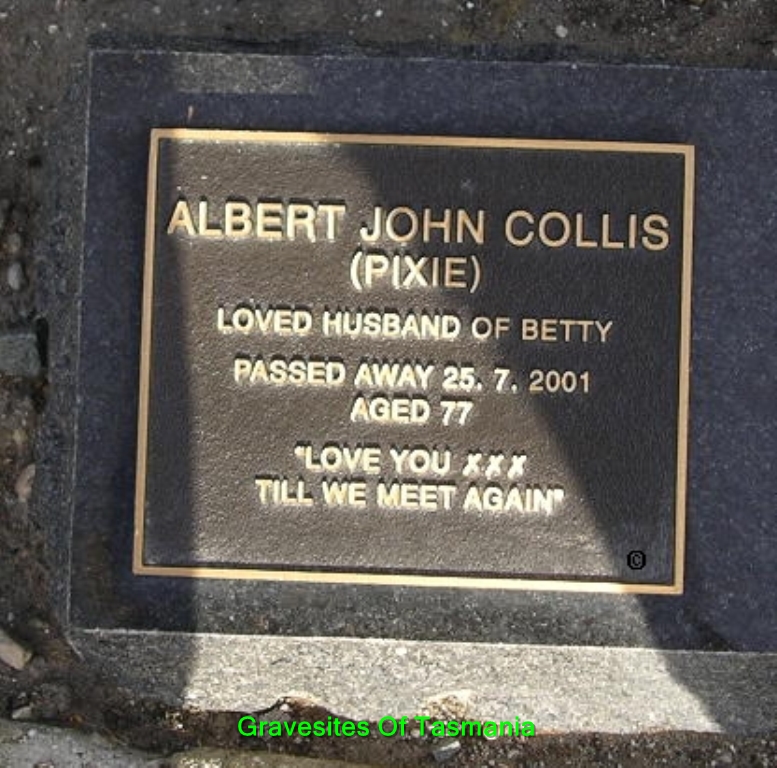 ALBERT JOHN COLLIS
(PIXIE)
LOVED HUSBAND OF BETTY
PASSED AWAY 25. 7. 2001
AGED 77
"LOVE YOU XXX
TILL WE MEET AGAIN"
©
Gravesites Of Tasmania